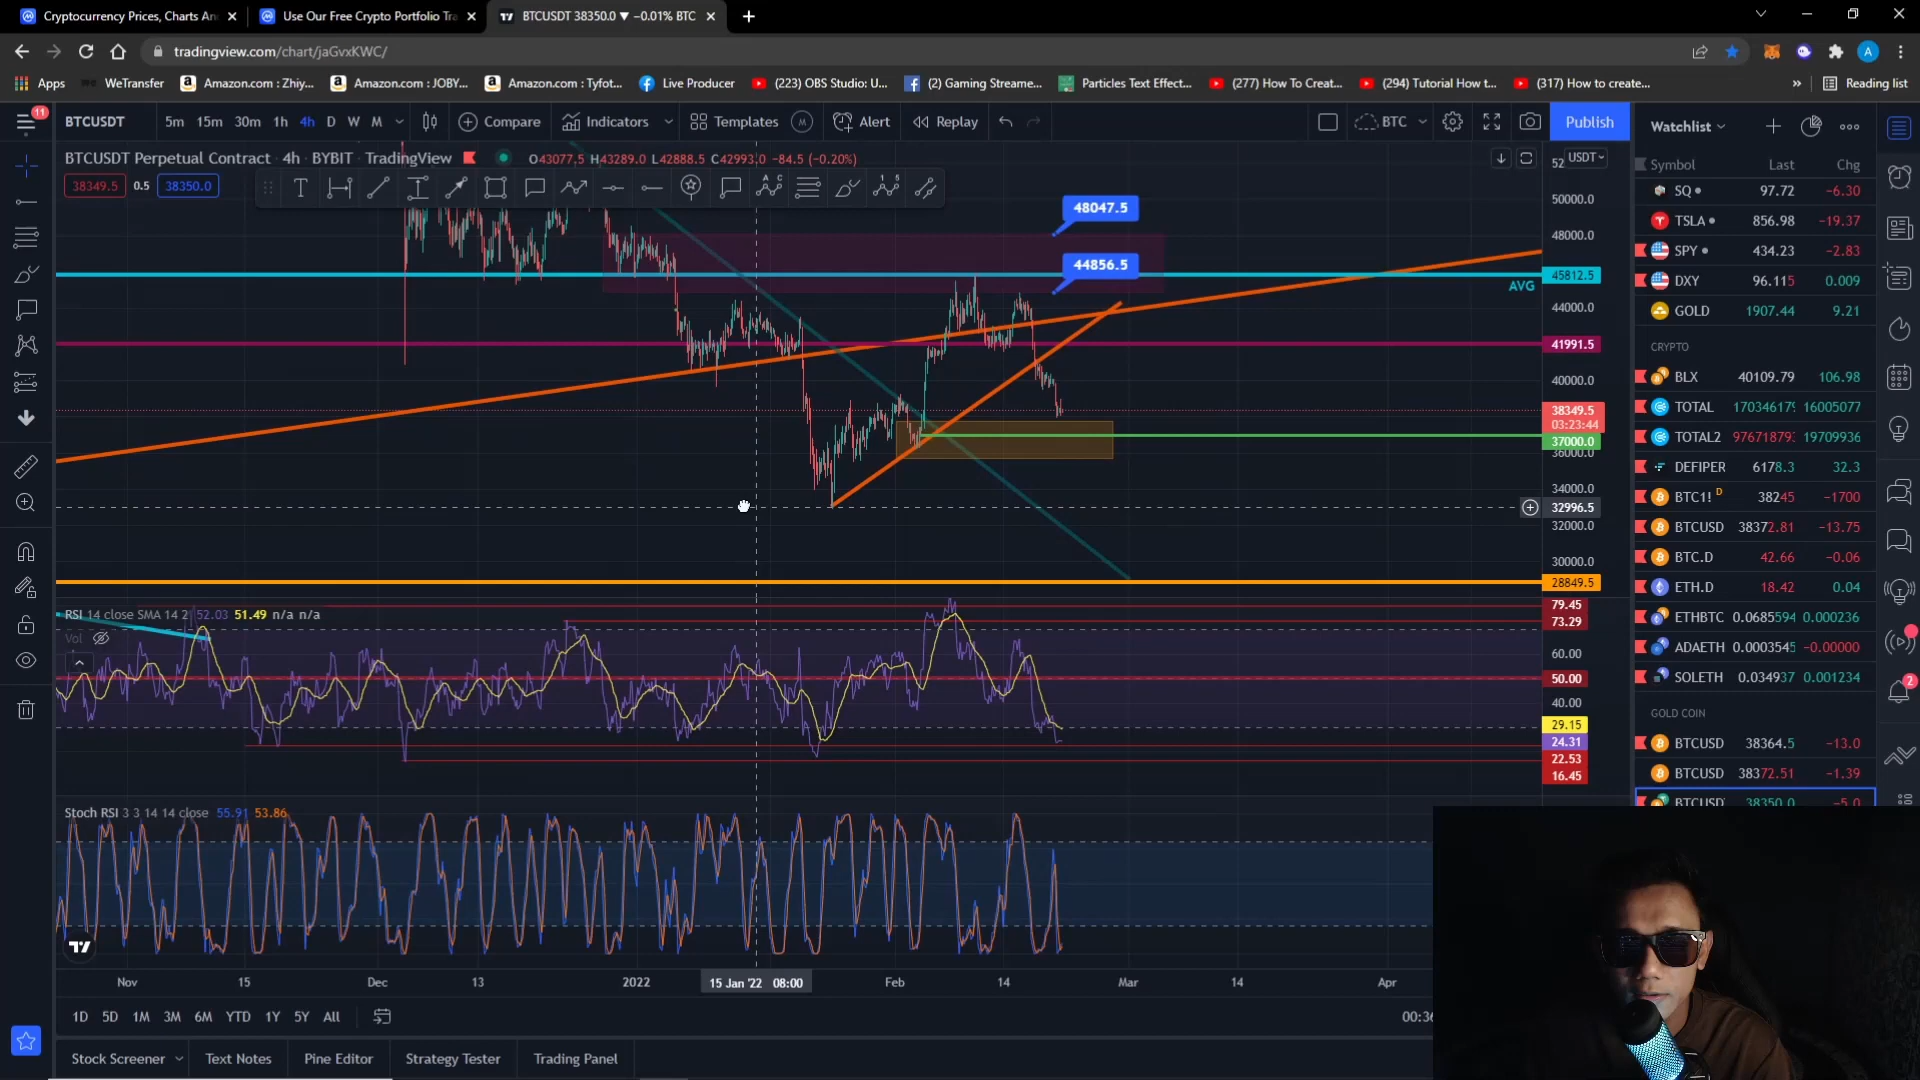 Cryptocurrency Prices, Charts An
Use Our Free Crypto Portfolio Tra
BTCUSDT 38350.0 ▼ −0.01% BTC
tradingview.com/chart/jaGvxKWC/
A
Apps
WeTransfer
Amazon.com : Zhiy...
Amazon.com : JOBY...
Amazon.com : Tyfot...
Live Producer
(223) OBS Studio: U...
(2) Gaming Streame...
Particles Text Effect...
(277) How To Creat...
(294) Tutorial How t...
(317) How to create...
»
Reading list
11
BTCUSDT
5m 15m 30m 1h 4h D W M
Compare
Indicators
Templates
M
Alert
Replay
BTC
Publish
BTCUSDT Perpetual Contract · 4h · BYBIT · TradingView
O43077.5 H43289.0 L42888.5 C42993.0 −84.5 (−0.20%)
38349.5 0.5 38350.0
USDT
52
50000.0
48047.5
48000.0
44856.5
45812.5
AVG
44000.0
41991.5
40000.0
38349.5
03:23:44
37000.0
36000.0
34000.0
32996.5
32000.0
30000.0
28849.5
RSI 14 close SMA 14 2 52.03 51.49 n/a n/a
Vol
79.45
73.29
60.00
50.00
40.00
29.15
24.31
22.53
16.45
Stoch RSI 3 3 14 14 close 55.91 53.86
Nov 15 Dec 13 2022 15 Jan '22 08:00 Feb 14 Mar 14 Apr
1D 5D 1M 3M 6M YTD 1Y 5Y All
00:36
Stock Screener
Text Notes
Pine Editor
Strategy Tester
Trading Panel
Watchlist
Symbol Last Chg
SQ 97.72 −6.30
TSLA 856.98 −19.37
SPY 434.23 −2.83
DXY 96.115 0.009
GOLD 1907.44 9.21
CRYPTO
BLX 40109.79 106.98
TOTAL 170346179 16005077
TOTAL2 976718793 19709936
DEFIPER 6178.3 32.3
BTC1! D 38245 −1700
BTCUSD 38372.81 −13.75
BTC.D 42.66 −0.06
ETH.D 18.42 0.04
ETHBTC 0.0685594 0.000236
ADAETH 0.0003545 −0.00000
SOLETH 0.034937 0.001234
GOLD COIN
BTCUSD 38364.5 −13.0
BTCUSD 38372.51 −1.39
BTCUSD 38350.0 −5.0
2